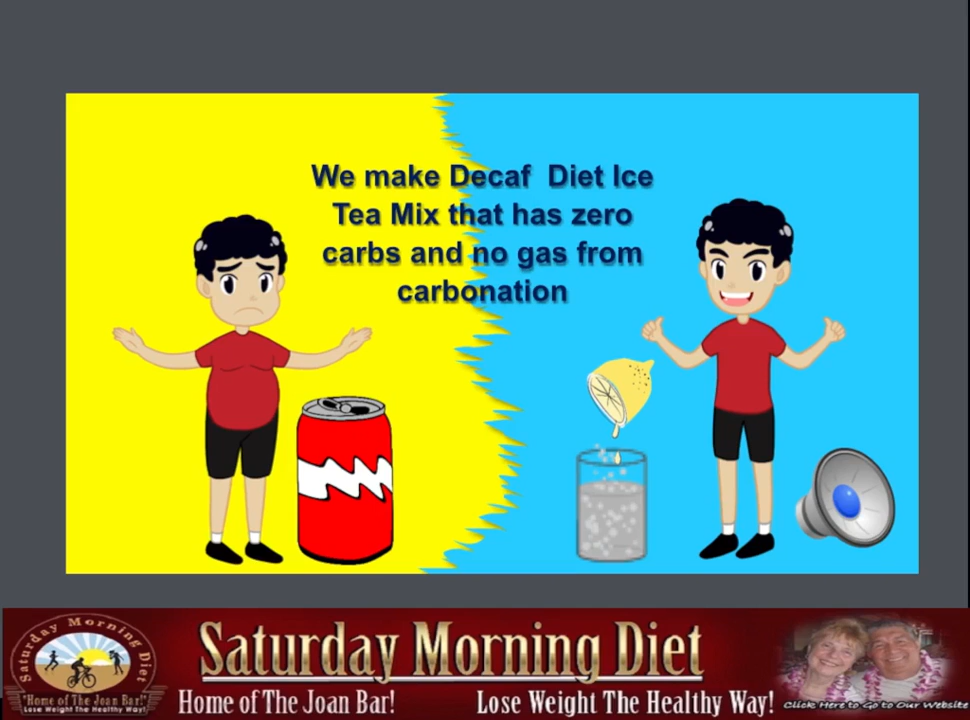 We make Decaf Diet Ice
Tea Mix that has zero
carbs and no gas from
carbonation
Saturday Morning Diet
"Home of The Joan Bar!"
Lose Weight The Healthy Way!
Saturday Morning Diet
Home of The Joan Bar!
Lose Weight The Healthy Way!
Click Here to Go to Our Website